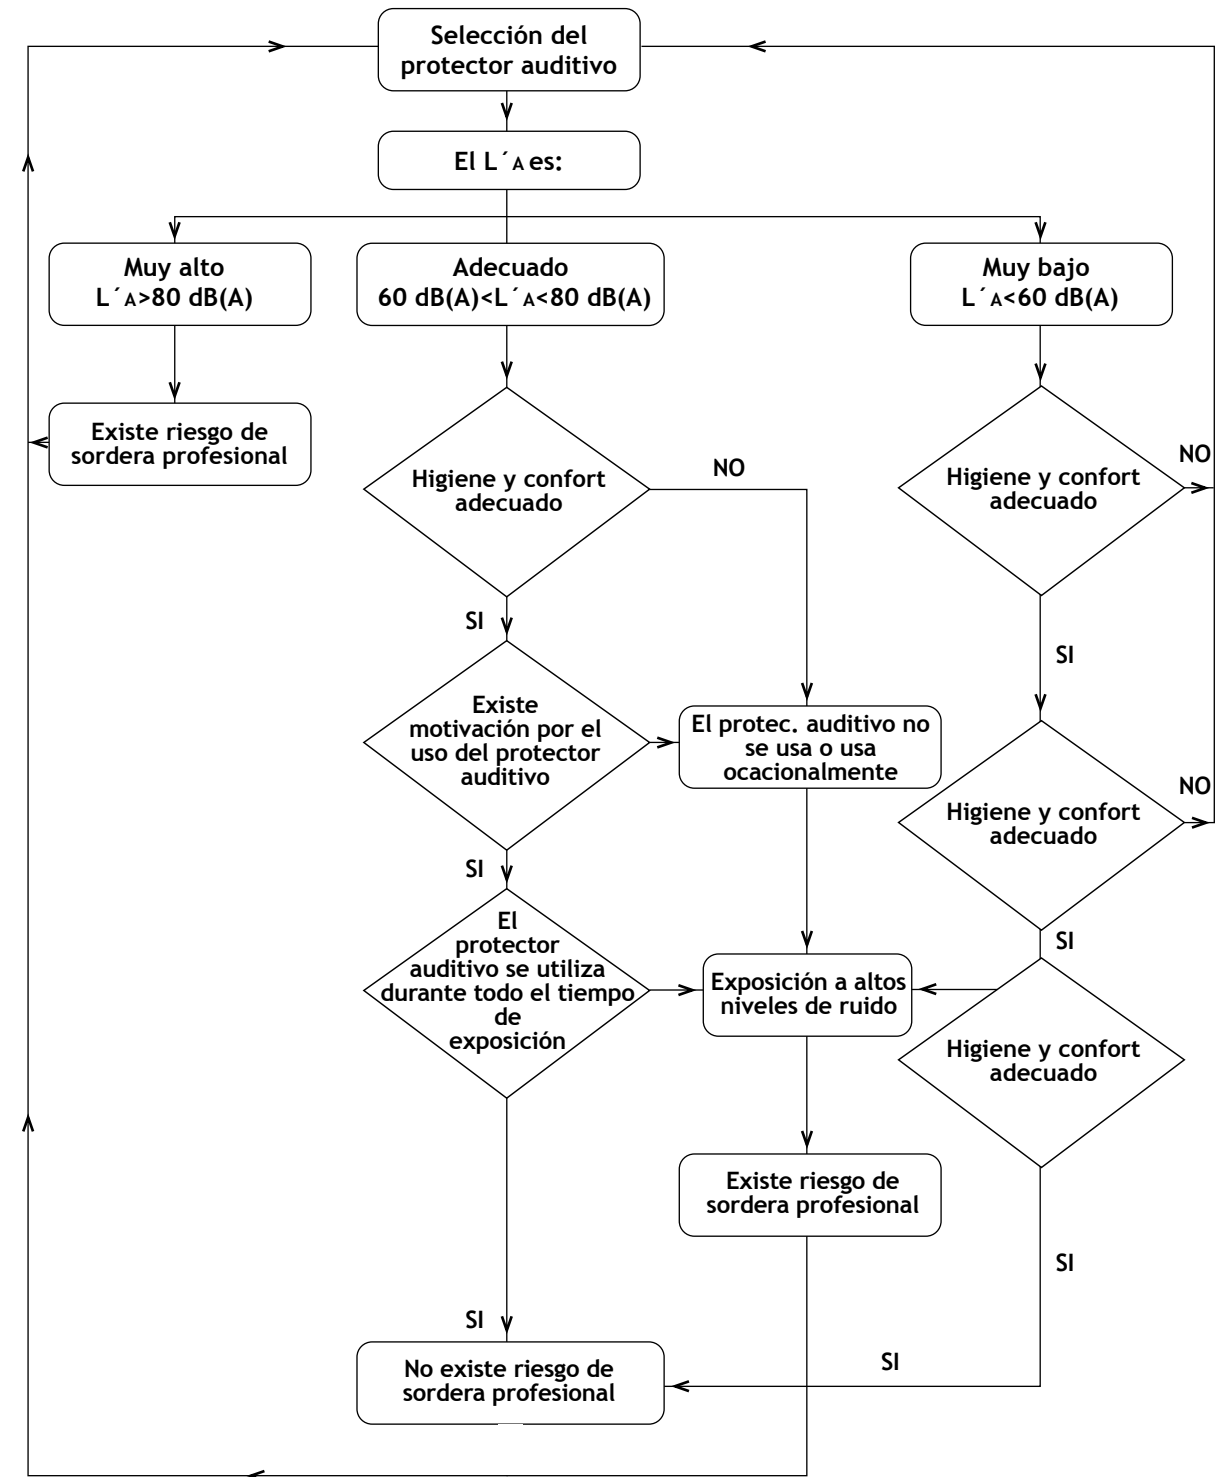 Selección del
protector auditivo
El L´A es:
Muy alto
L´A>80 dB(A)
Adecuado
60 dB(A)<L´A<80 dB(A)
Muy bajo
L´A<60 dB(A)
Existe riesgo de
sordera profesional
Higiene y confort
adecuado
NO
Higiene y confort
adecuado
NO
SI
SI
Existe
motivación por el
uso del protector
auditivo
El protec. auditivo no
se usa o usa
ocacionalmente
Higiene y confort
adecuado
NO
SI
SI
El
protector
auditivo se utiliza
durante todo el tiempo
de
exposición
Exposición a altos
niveles de ruido
Higiene y confort
adecuado
Existe riesgo de
sordera profesional
SI
SI
No existe riesgo de
sordera profesional
SI